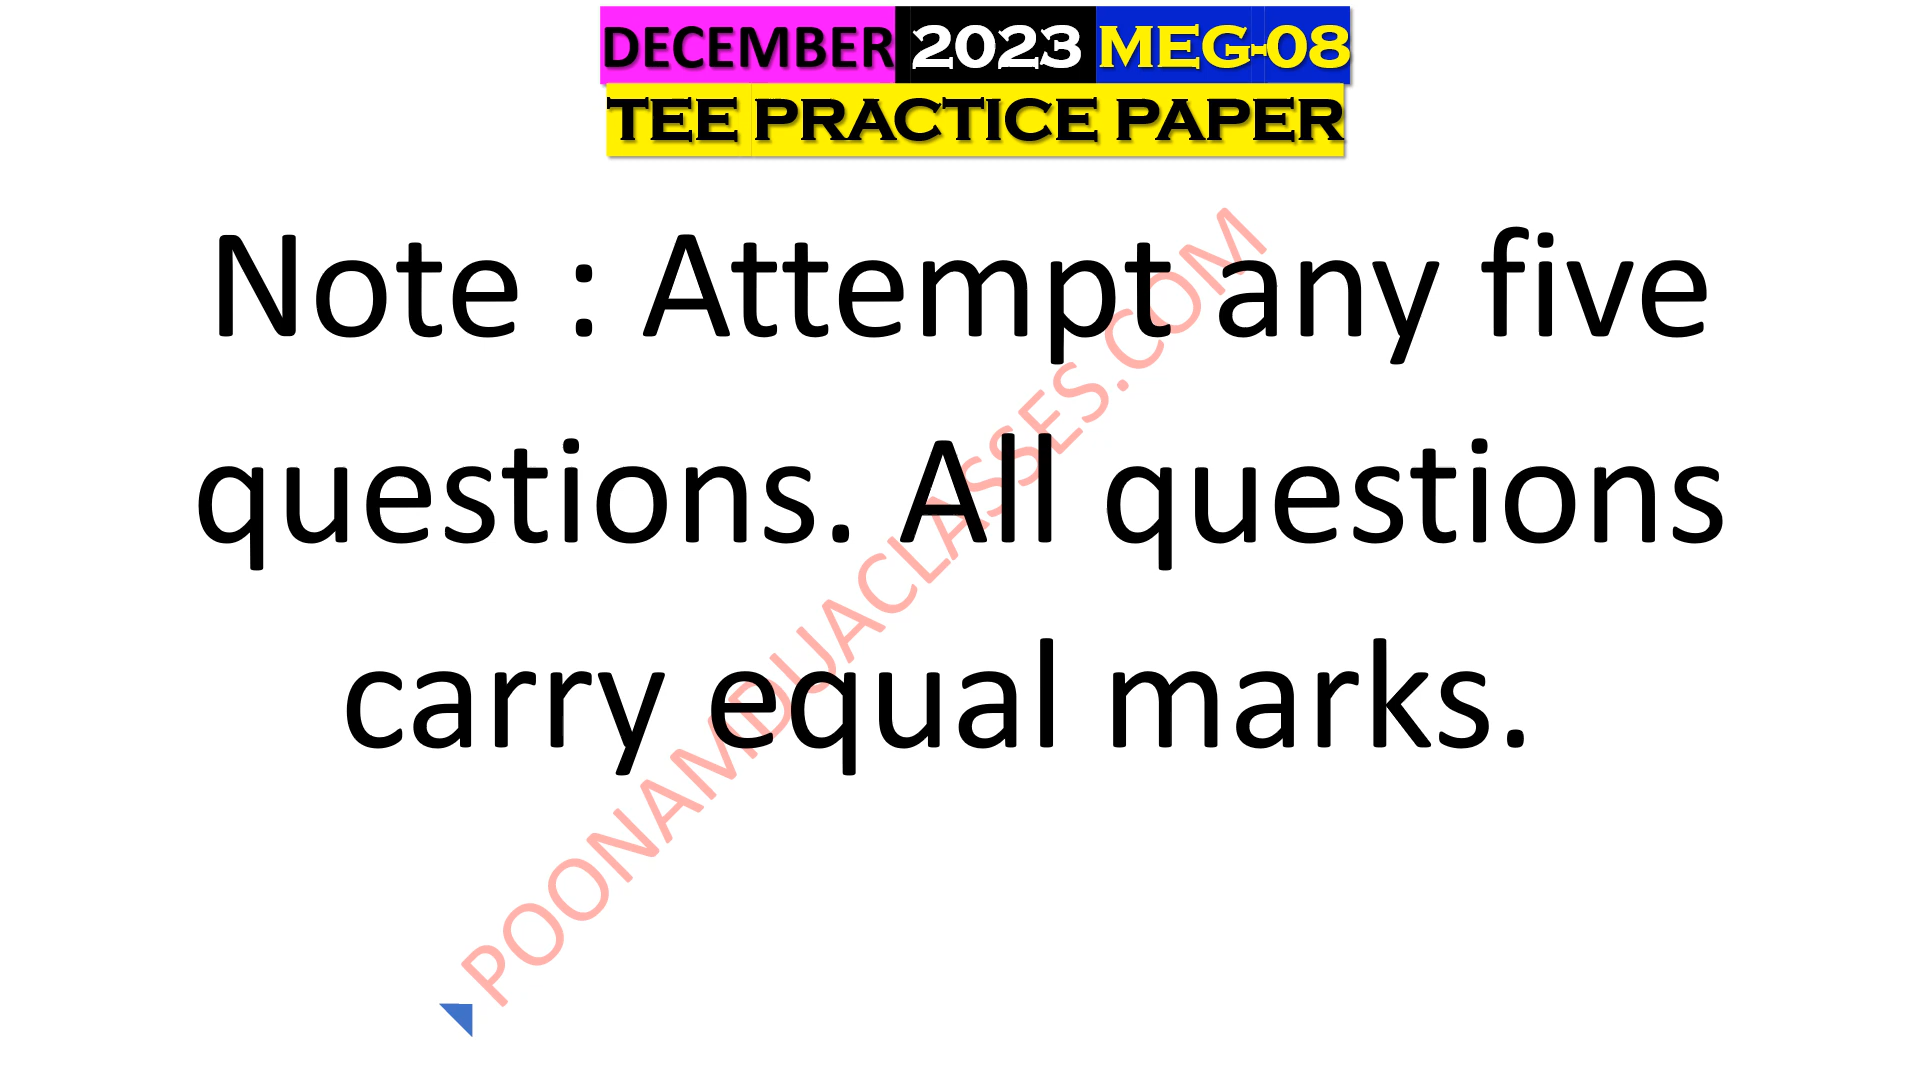 DECEMBER 2023 MEG-08
TEE PRACTICE PAPER
Note : Attempt any five
questions. All questions
carry equal marks.
POONAMDUACLASSES.COM